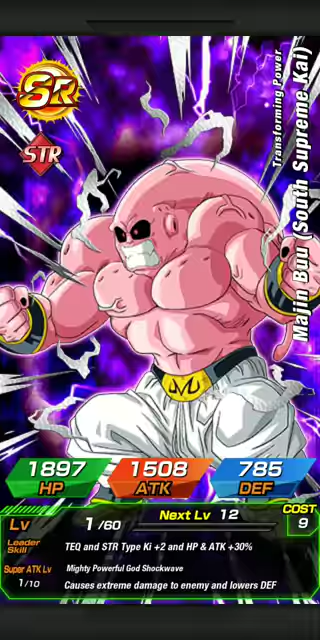 SR
STR
Transforming Power
Majin Buu (South Supreme Kai)
M
1897 1508 785
HP ATK DEF
Lv 1/60 Next Lv 12 COST 9
Leader Skill TEQ and STR Type Ki +2 and HP & ATK +30%
Super ATK Lv Mighty Powerful God Shockwave
1/10 Causes extreme damage to enemy and lowers DEF